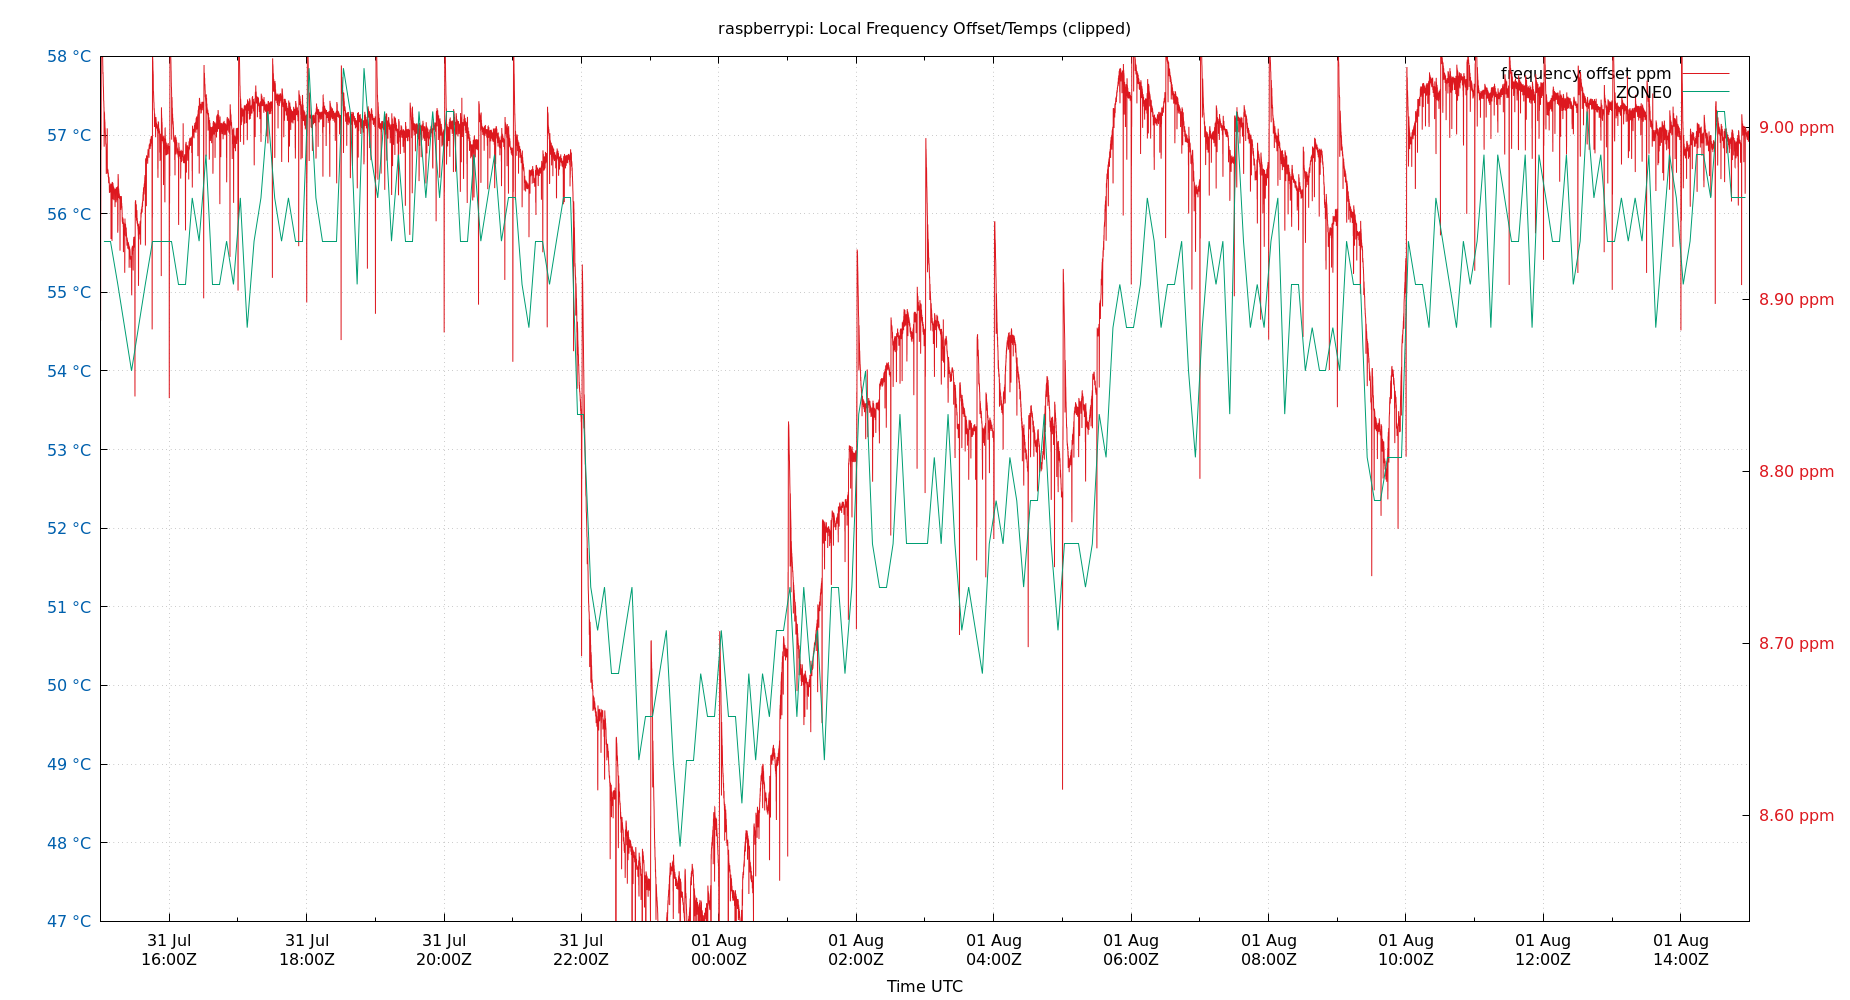 raspberrypi: Local Frequency Offset/Temps (clipped)
58 °C
57 °C
56 °C
55 °C
54 °C
53 °C
52 °C
51 °C
50 °C
49 °C
48 °C
47 °C
frequency offset ppm
ZONE0
9.00 ppm
8.90 ppm
8.80 ppm
8.70 ppm
8.60 ppm
31 Jul
16:00Z
31 Jul
18:00Z
31 Jul
20:00Z
31 Jul
22:00Z
01 Aug
00:00Z
01 Aug
02:00Z
01 Aug
04:00Z
01 Aug
06:00Z
01 Aug
08:00Z
01 Aug
10:00Z
01 Aug
12:00Z
01 Aug
14:00Z
Time UTC